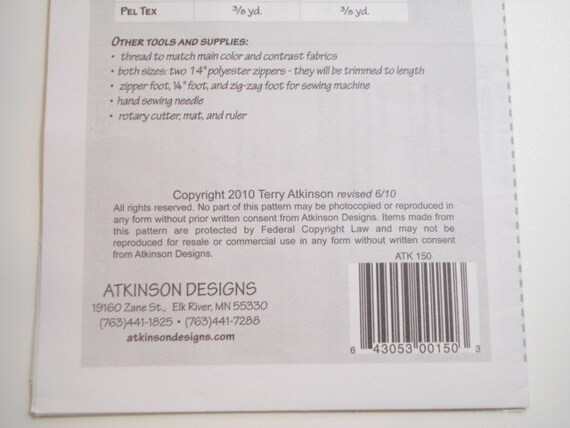 PEL TEX ⅜ yd. ⅜ yd.
OTHER TOOLS AND SUPPLIES:
• thread to match main color and contrast fabrics
• both sizes: two 14" polyester zippers - they will be trimmed to length
• zipper foot, ¼" foot, and zig-zag foot for sewing machine
• hand sewing needle
• rotary cutter, mat, and ruler
Copyright 2010 Terry Atkinson revised 6/10
All rights reserved. No part of this pattern may be photocopied or reproduced in
any form without prior written consent from Atkinson Designs. Items made from
this pattern are protected by Federal Copyright Law and may not be
reproduced for resale or commercial use in any form without written consent
from Atkinson Designs.
ATK 150
ATKINSON DESIGNS
19160 Zane St., Elk River, MN 55330
(763)441-1825 • (763)441-7288
atkinsondesigns.com
6 43053 00150 3